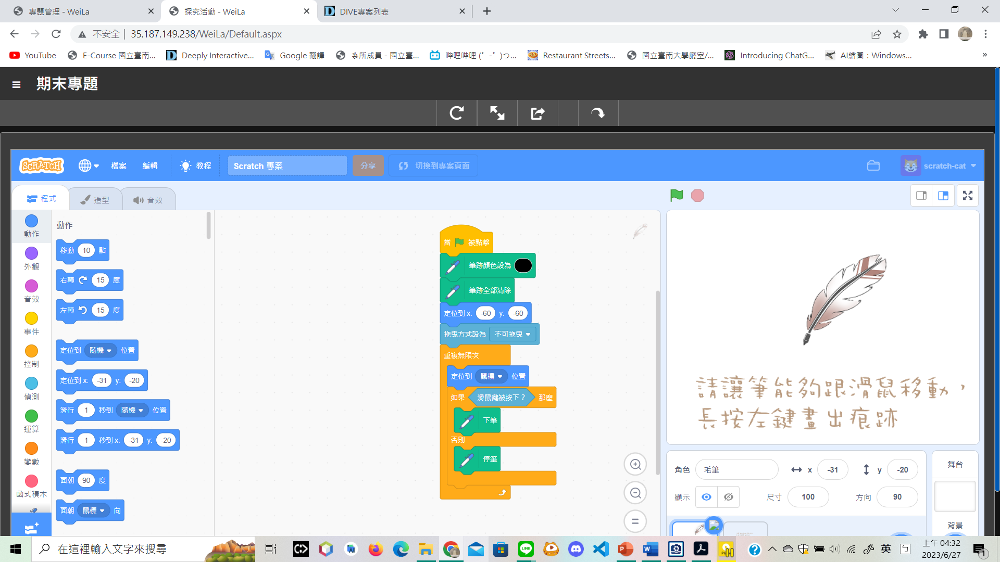 專題管理 - WeiLa
探究活動 - WeiLa
DIVE專案列表
不安全
35.187.149.238/WeiLa/Default.aspx
YouTube
E-Course 國立臺南...
Deeply Interactive...
Google 翻譯
系所成員 - 國立臺...
哔哩哔哩 (゜-゜)つ...
Restaurant Streets...
國立臺南大學廳室/...
Introducing ChatG...
AI繪圖：Windows...
»
期末專題
SCRATCH
檔案
編輯
教程
Scratch 專案
分享
切換到專案頁面
scratch-cat
程式
造型
音效
動作
外觀
音效
事件
控制
偵測
運算
變數
函式積木
動作
移動 10 點
右轉 15 度
左轉 15 度
定位到 隨機 位置
定位到 x: -31 y: -20
滑行 1 秒到 隨機 位置
滑行 1 秒到 x: -31 y: -20
面朝 90 度
面朝 鼠標 向
當 被點擊
筆跡顏色設為
筆跡全部清除
定位到 x: -60 y: -60
拖曳方式設為 不可拖曳
重複無限次
定位到 鼠標 位置
如果 滑鼠鍵被按下？ 那麼
下筆
否則
停筆
請讓筆能夠跟滑鼠移動，
長按左鍵畫出痕跡
角色 毛筆 x -31 y -20
顯示 尺寸 100 方向 90
舞台
背景
在這裡輸入文字來搜尋
英
上午 04:32
2023/6/27
1